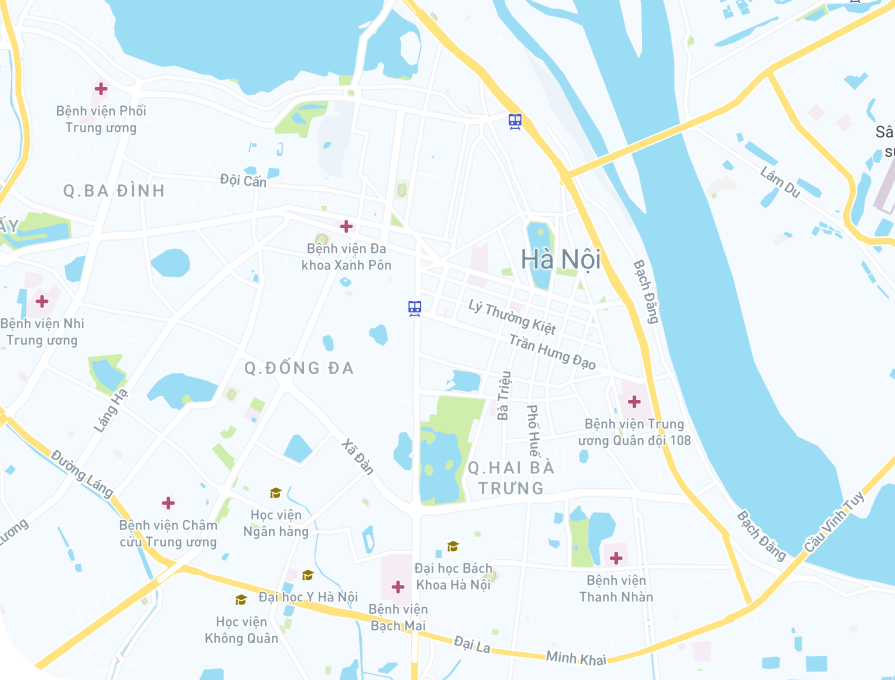 Bệnh viện Phổi
Trung ương
Sâ
Đội Cấn
Q.BA ĐÌNH
Lâm Du
ẤY
Bệnh viện Đa
khoa Xanh Pôn
Hà Nội
Bạch Đằng
Bệnh viện Nhi
Trung ương
Lý Thường Kiệt
Trần Hưng Đạo
Q.ĐỐNG ĐA
Láng Hạ
Bà Triệu
Phố Huế
Bệnh viện Trung
ương Quân đội 108
Xã Đàn
Q.HAI BÀ
TRƯNG
Đường Láng
Bệnh viện Châm
cứu Trung ương
Học viện
Ngân hàng
Bạch Đằng
Cầu Vĩnh Tuy
Lương
Đại học Bách
Khoa Hà Nội
Bệnh viện
Thanh Nhàn
Đại học Y Hà Nội
Bệnh viện
Bạch Mai
Học viện
Không Quân
Đại La
Minh Khai